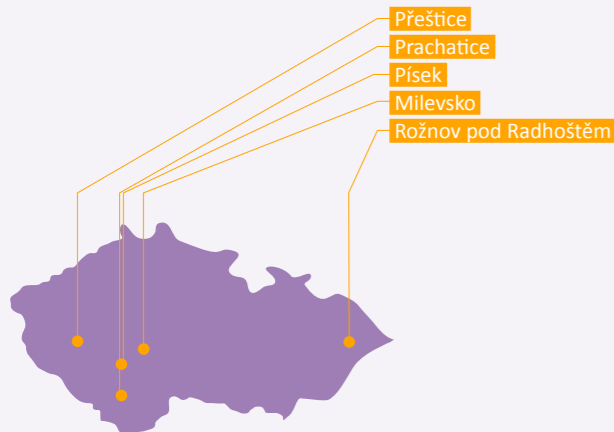 Přeštice
Prachatice
Písek
Milevsko
Rožnov pod Radhoštěm